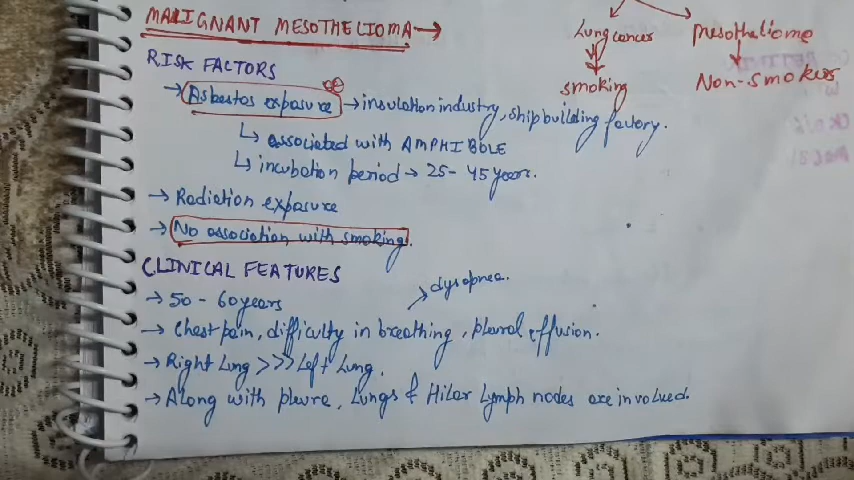 MALIGNANT MESOTHELIOMA →
Lung cancer
Mesothelioma
smoking
Non-smokers
RISK FACTORS
→ Asbestos exposure → insulation industry, shipbuilding factory.
↳ associated with AMPHIBOLE
↳ incubation period → 25-45 years.
→ Radiation exposure
→ No association with smoking.
CLINICAL FEATURES
→ 50-60 years
dyspnea.
→ Chest pain, difficulty in breathing, pleural effusion.
→ Right Lung >>> Left Lung.
→ Along with pleura, Lungs & Hilar Lymph nodes are involved.